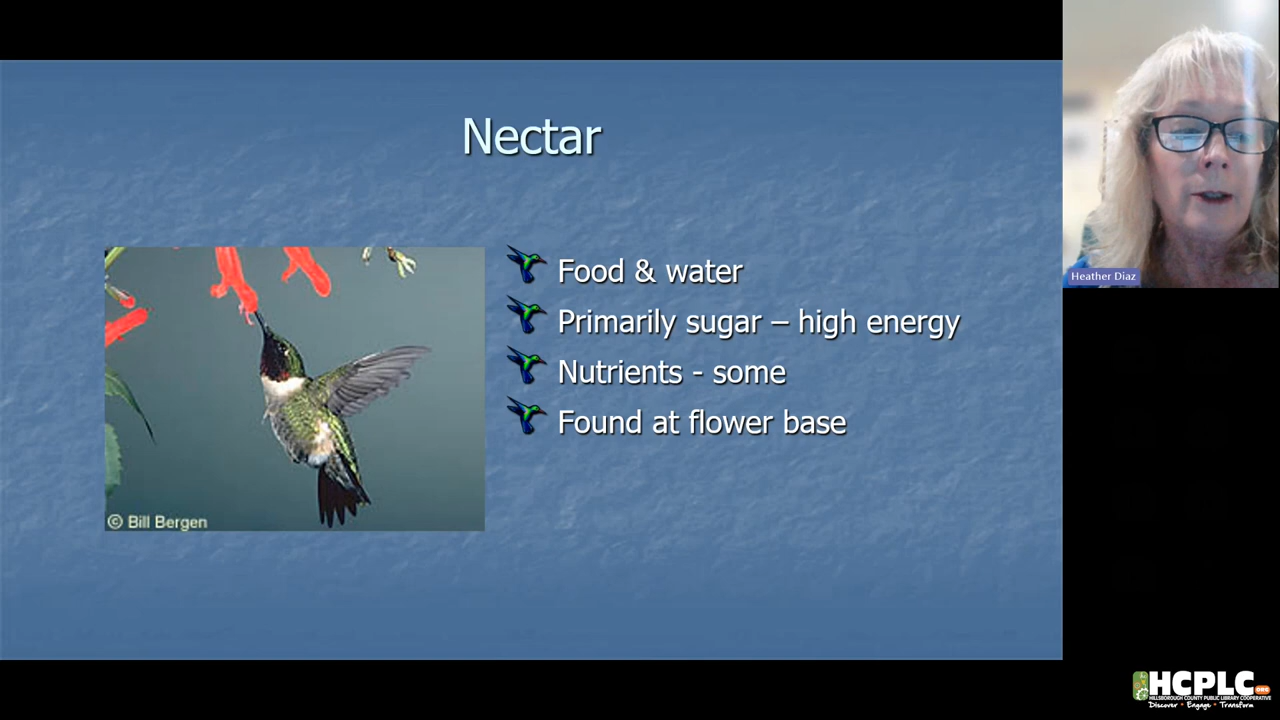 Nectar
Food & water
Primarily sugar – high energy
Nutrients - some
Found at flower base
© Bill Bergen
Heather Diaz
HCPLC.ORG
HILLSBOROUGH COUNTY PUBLIC LIBRARY COOPERATIVE
Discover • Engage • Transform